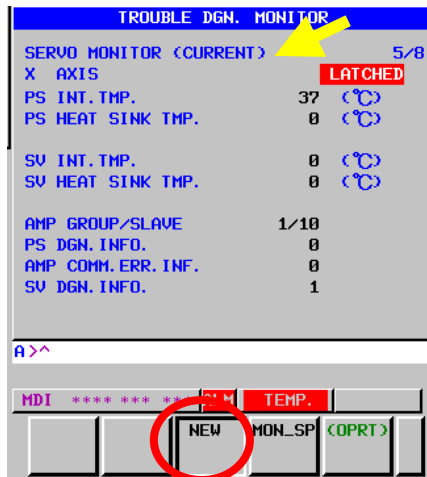 TROUBLE DGN. MONITOR
SERVO MONITOR (CURRENT) 5/8
X AXIS LATCHED
PS INT.TMP. 37 (℃)
PS HEAT SINK TMP. 0 (℃)
SV INT.TMP. 0 (℃)
SV HEAT SINK TMP. 0 (℃)
AMP GROUP/SLAVE 1/10
PS DGN.INFO. 0
AMP COMM.ERR.INF. 0
SV DGN.INFO. 1
A>^
MDI **** *** *** ALM TEMP.
NEW MON_SP (OPRT)